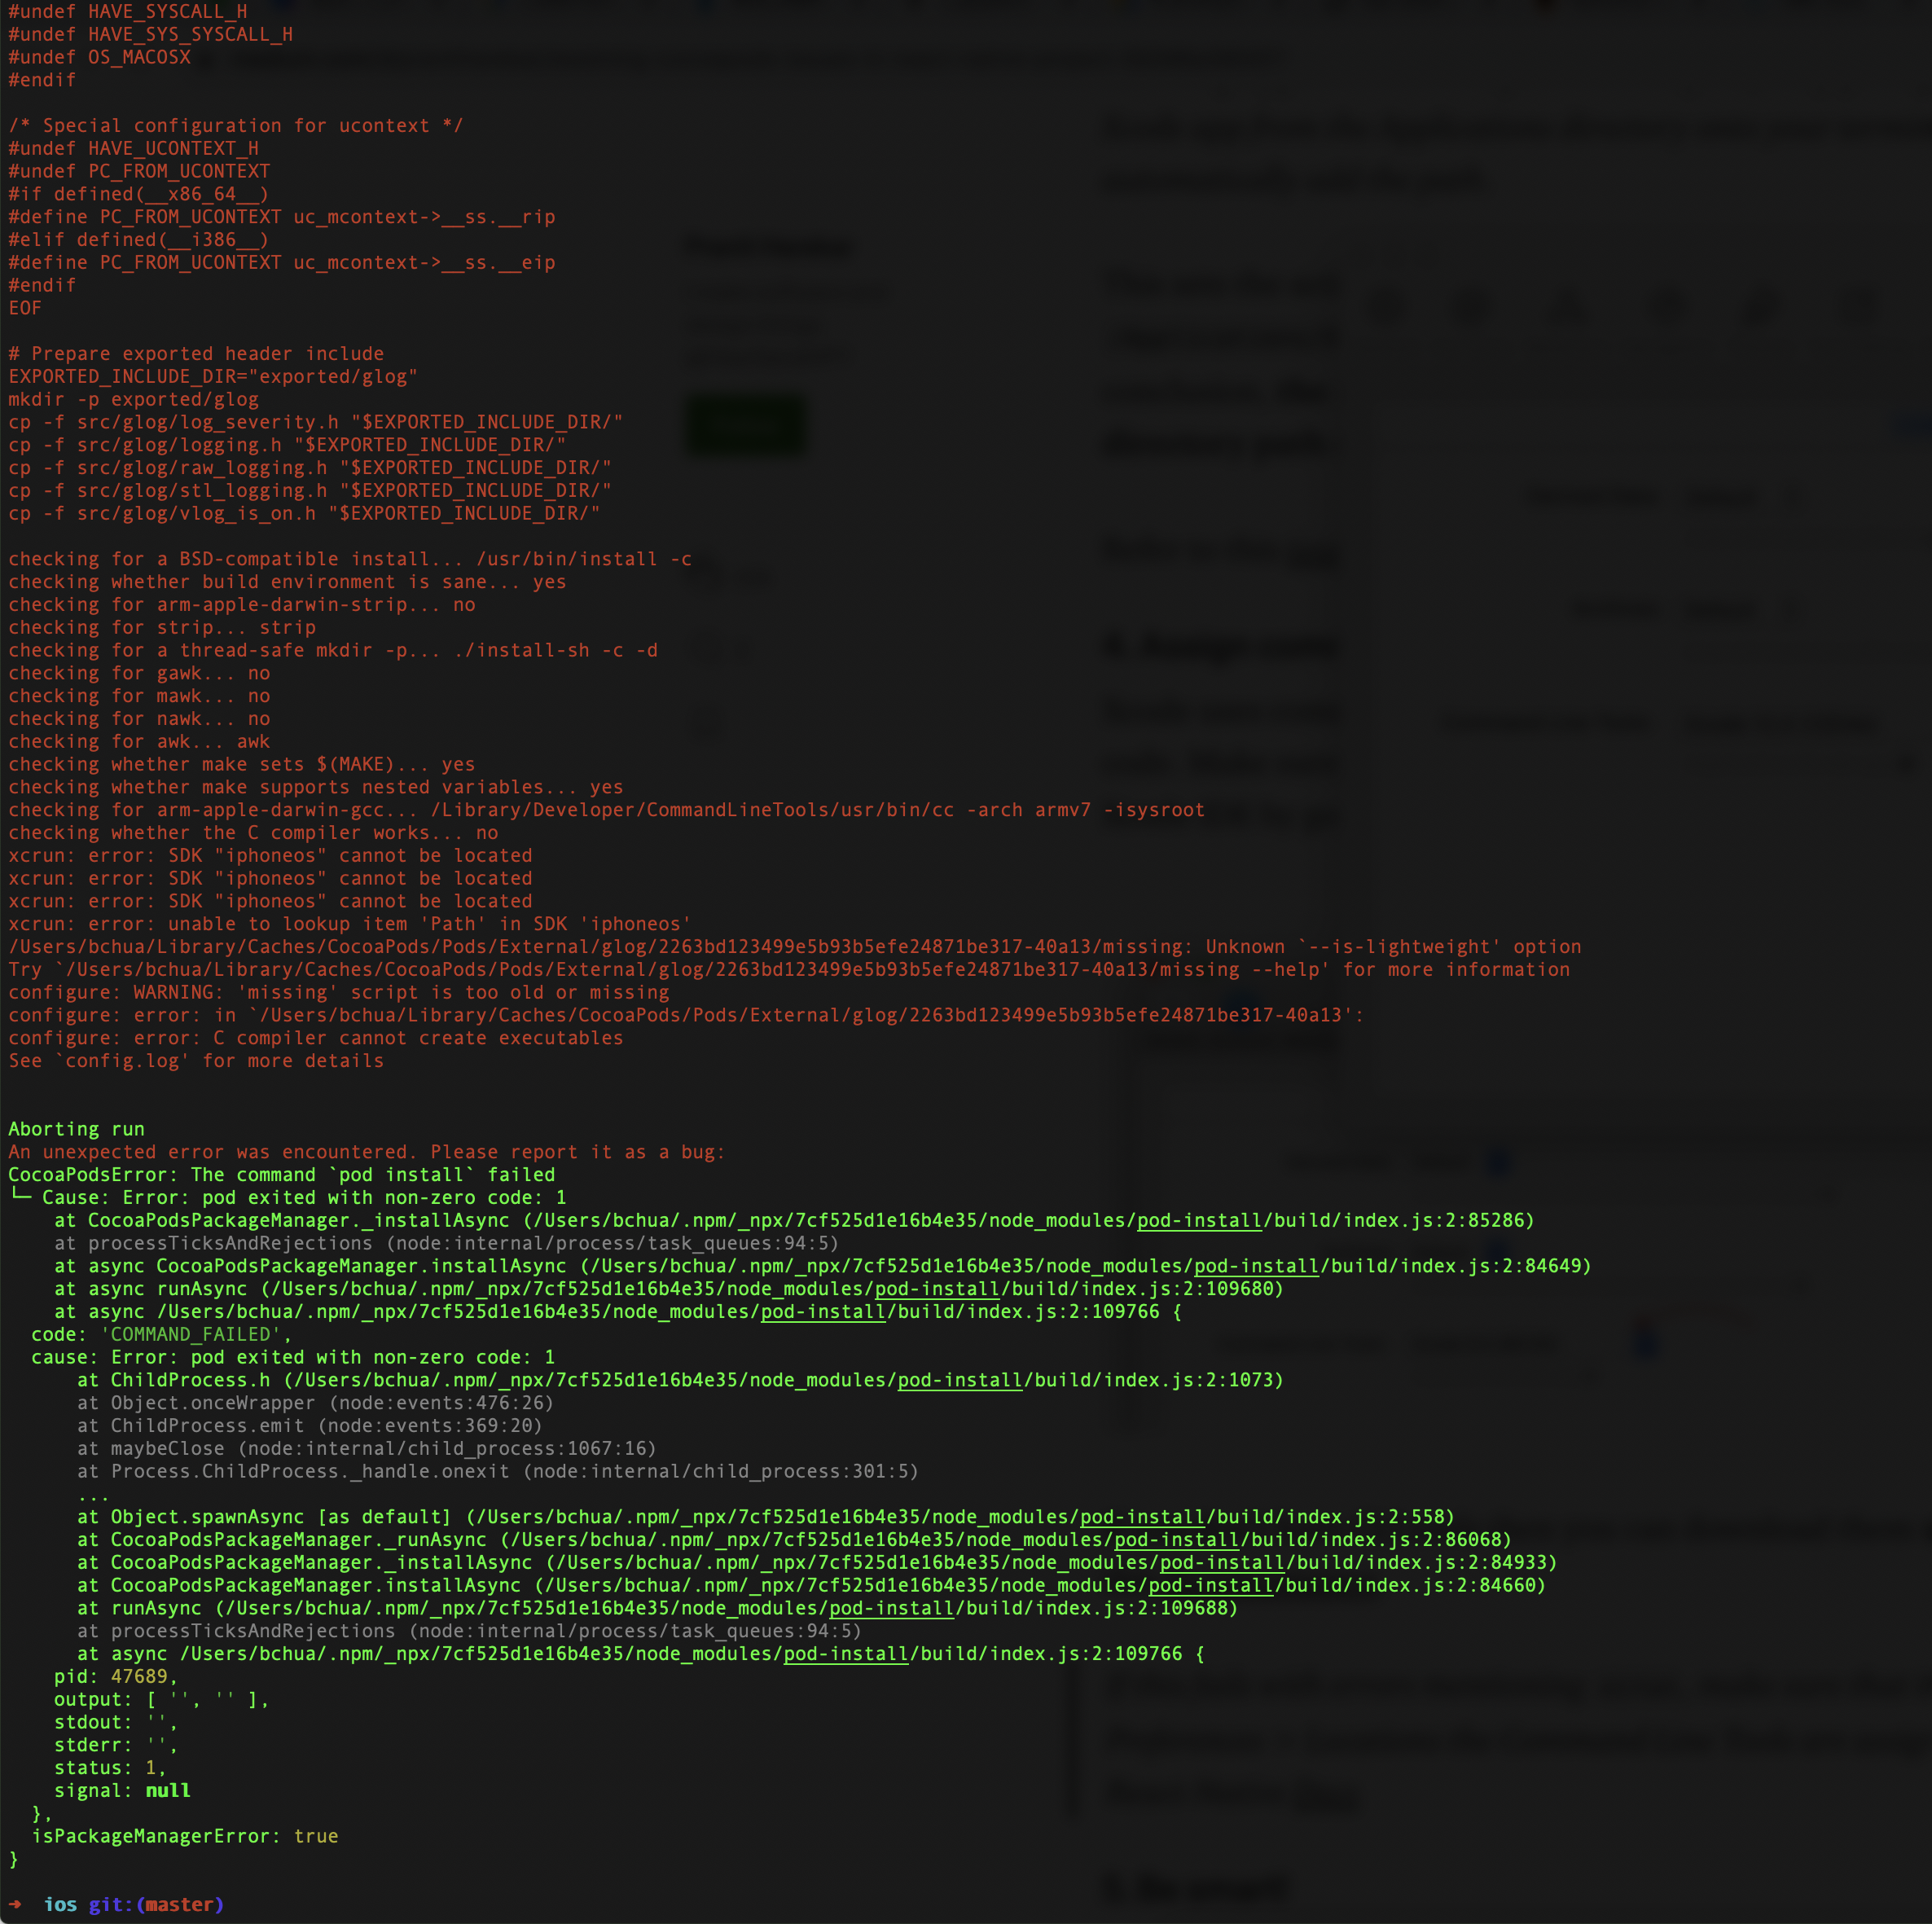 #undef HAVE_SYSCALL_H
#undef HAVE_SYS_SYSCALL_H
#undef OS_MACOSX
#endif
/* Special configuration for ucontext */
#undef HAVE_UCONTEXT_H
#undef PC_FROM_UCONTEXT
#if defined(__x86_64__)
#define PC_FROM_UCONTEXT uc_mcontext->__ss.__rip
#elif defined(__i386__)
#define PC_FROM_UCONTEXT uc_mcontext->__ss.__eip
#endif
EOF
# Prepare exported header include
EXPORTED_INCLUDE_DIR="exported/glog"
mkdir -p exported/glog
cp -f src/glog/log_severity.h "$EXPORTED_INCLUDE_DIR/"
cp -f src/glog/logging.h "$EXPORTED_INCLUDE_DIR/"
cp -f src/glog/raw_logging.h "$EXPORTED_INCLUDE_DIR/"
cp -f src/glog/stl_logging.h "$EXPORTED_INCLUDE_DIR/"
cp -f src/glog/vlog_is_on.h "$EXPORTED_INCLUDE_DIR/"
checking for a BSD-compatible install... /usr/bin/install -c
checking whether build environment is sane... yes
checking for arm-apple-darwin-strip... no
checking for strip... strip
checking for a thread-safe mkdir -p... ./install-sh -c -d
checking for gawk... no
checking for mawk... no
checking for nawk... no
checking for awk... awk
checking whether make sets $(MAKE)... yes
checking whether make supports nested variables... yes
checking for arm-apple-darwin-gcc... /Library/Developer/CommandLineTools/usr/bin/cc -arch armv7 -isysroot
checking whether the C compiler works... no
xcrun: error: SDK "iphoneos" cannot be located
xcrun: error: SDK "iphoneos" cannot be located
xcrun: error: SDK "iphoneos" cannot be located
xcrun: error: unable to lookup item 'Path' in SDK 'iphoneos'
/Users/bchua/Library/Caches/CocoaPods/Pods/External/glog/2263bd123499e5b93b5efe24871be317-40a13/missing: Unknown `--is-lightweight' option
Try `/Users/bchua/Library/Caches/CocoaPods/Pods/External/glog/2263bd123499e5b93b5efe24871be317-40a13/missing --help' for more information
configure: WARNING: 'missing' script is too old or missing
configure: error: in `/Users/bchua/Library/Caches/CocoaPods/Pods/External/glog/2263bd123499e5b93b5efe24871be317-40a13':
configure: error: C compiler cannot create executables
See `config.log' for more details
Aborting run
An unexpected error was encountered. Please report it as a bug:
CocoaPodsError: The command `pod install` failed
└─ Cause: Error: pod exited with non-zero code: 1
at CocoaPodsPackageManager._installAsync (/Users/bchua/.npm/_npx/7cf525d1e16b4e35/node_modules/pod-install/build/index.js:2:85286)
at processTicksAndRejections (node:internal/process/task_queues:94:5)
at async CocoaPodsPackageManager.installAsync (/Users/bchua/.npm/_npx/7cf525d1e16b4e35/node_modules/pod-install/build/index.js:2:84649)
at async runAsync (/Users/bchua/.npm/_npx/7cf525d1e16b4e35/node_modules/pod-install/build/index.js:2:109680)
at async /Users/bchua/.npm/_npx/7cf525d1e16b4e35/node_modules/pod-install/build/index.js:2:109766 {
code: 'COMMAND_FAILED',
cause: Error: pod exited with non-zero code: 1
at ChildProcess.h (/Users/bchua/.npm/_npx/7cf525d1e16b4e35/node_modules/pod-install/build/index.js:2:1073)
at Object.onceWrapper (node:events:476:26)
at ChildProcess.emit (node:events:369:20)
at maybeClose (node:internal/child_process:1067:16)
at Process.ChildProcess._handle.onexit (node:internal/child_process:301:5)
...
at Object.spawnAsync [as default] (/Users/bchua/.npm/_npx/7cf525d1e16b4e35/node_modules/pod-install/build/index.js:2:558)
at CocoaPodsPackageManager._runAsync (/Users/bchua/.npm/_npx/7cf525d1e16b4e35/node_modules/pod-install/build/index.js:2:86068)
at CocoaPodsPackageManager._installAsync (/Users/bchua/.npm/_npx/7cf525d1e16b4e35/node_modules/pod-install/build/index.js:2:84933)
at CocoaPodsPackageManager.installAsync (/Users/bchua/.npm/_npx/7cf525d1e16b4e35/node_modules/pod-install/build/index.js:2:84660)
at runAsync (/Users/bchua/.npm/_npx/7cf525d1e16b4e35/node_modules/pod-install/build/index.js:2:109688)
at processTicksAndRejections (node:internal/process/task_queues:94:5)
at async /Users/bchua/.npm/_npx/7cf525d1e16b4e35/node_modules/pod-install/build/index.js:2:109766 {
pid: 47689,
output: [ '', '' ],
stdout: '',
stderr: '',
status: 1,
signal: null
},
isPackageManagerError: true
}
➜ ios git:(master)